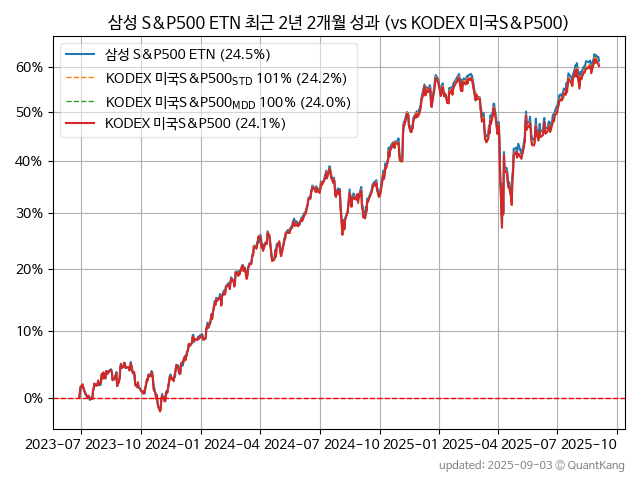 삼성 S&P500 ETN 최근 2년 2개월 성과 (vs KODEX 미국S&P500)
삼성 S&P500 ETN (24.5%)
KODEX 미국S&P500STD 101% (24.2%)
KODEX 미국S&P500MDD 100% (24.0%)
KODEX 미국S&P500 (24.1%)
60%
50%
40%
30%
20%
10%
0%
2023-07 2023-10 2024-01 2024-04 2024-07 2024-10 2025-01 2025-04 2025-07 2025-10
updated: 2025-09-03 © QuantKang